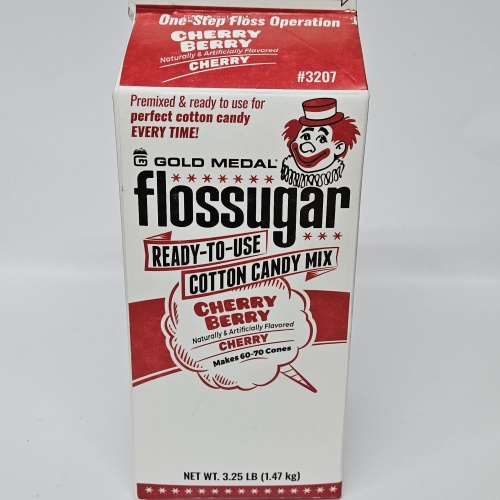 One-Step Floss Operation
CHERRY
BERRY
Naturally & Artificially Flavored
CHERRY
#3207
Premixed & ready to use for
perfect cotton candy
EVERY TIME!
GOLD MEDAL®
flossugar
READY-TO-USE
COTTON CANDY MIX
CHERRY
BERRY
Naturally & Artificially Flavored
CHERRY
Makes 60-70 Cones
NET WT. 3.25 LB (1.47 kg)